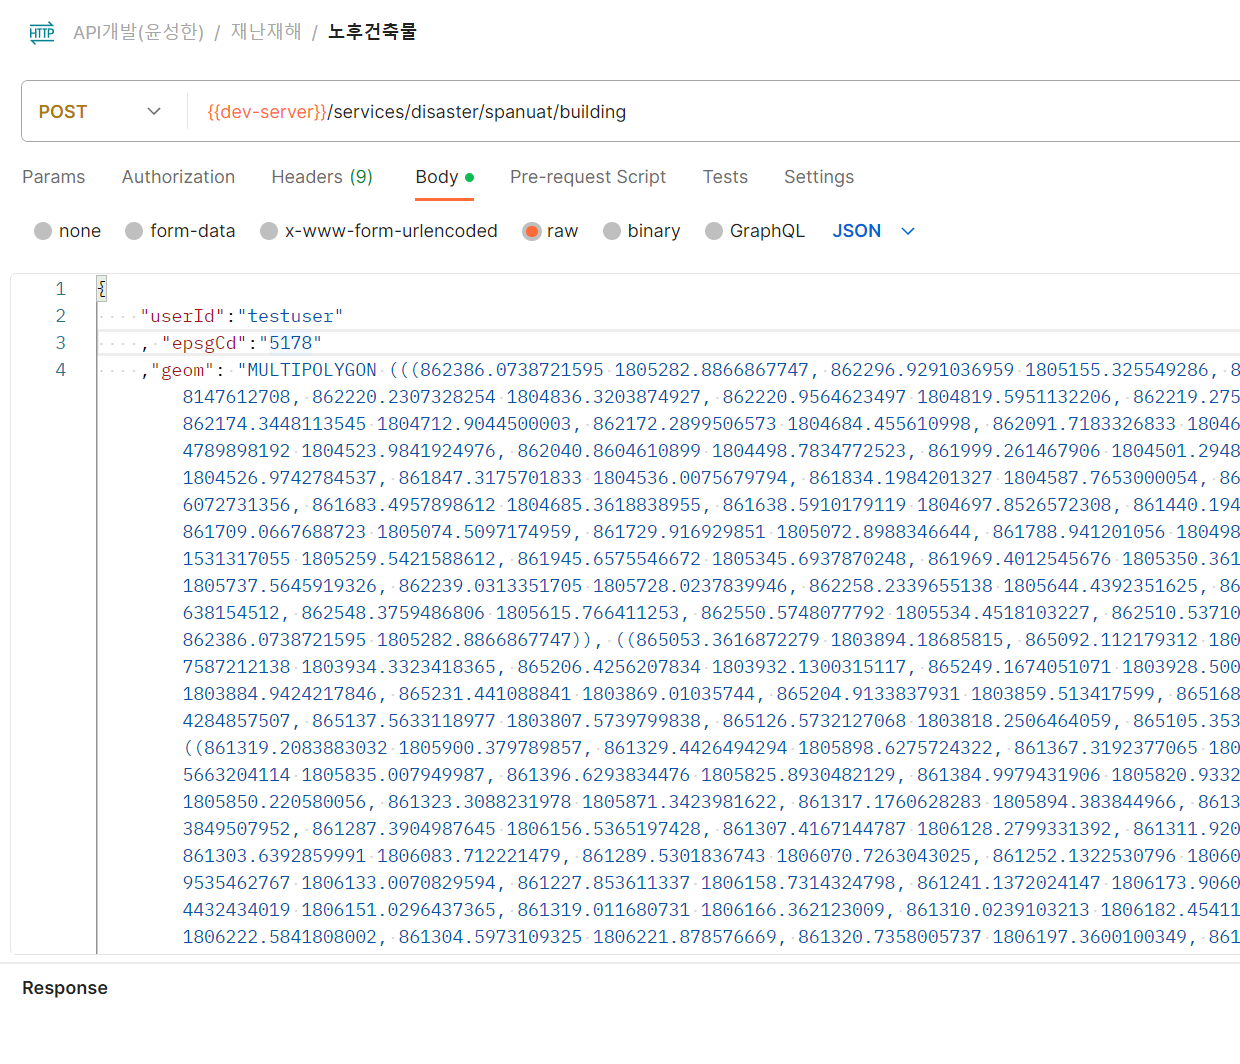 HTTP API개발(윤성한) / 재난재해 / 노후건축물
POST {{dev-server}}/services/disaster/spanuat/building
Params Authorization Headers (9) Body Pre-request Script Tests Settings
none form-data x-www-form-urlencoded raw binary GraphQL JSON
1 {
2 "userId":"testuser"
3 , "epsgCd":"5178"
4 ,"geom": "MULTIPOLYGON (((862386.0738721595 1805282.8866867747, 862296.9291036959 1805155.325549286, 8
8147612708, 862220.2307328254 1804836.3203874927, 862220.9564623497 1804819.5951132206, 862219.275
862174.3448113545 1804712.9044500003, 862172.2899506573 1804684.455610998, 862091.7183326833 18046
4789898192 1804523.9841924976, 862040.8604610899 1804498.7834772523, 861999.261467906 1804501.2948
1804526.9742784537, 861847.3175701833 1804536.0075679794, 861834.1984201327 1804587.7653000054, 86
6072731356, 861683.4957898612 1804685.3618838955, 861638.5910179119 1804697.8526572308, 861440.194
861709.0667688723 1805074.5097174959, 861729.916929851 1805072.8988346644, 861788.941201056 180498
1531317055 1805259.5421588612, 861945.6575546672 1805345.6937870248, 861969.4012545676 1805350.361
1805737.5645919326, 862239.0313351705 1805728.0237839946, 862258.2339655138 1805644.4392351625, 86
638154512, 862548.3759486806 1805615.766411253, 862550.5748077792 1805534.4518103227, 862510.53710
862386.0738721595 1805282.8866867747)), ((865053.3616872279 1803894.18685815, 865092.112179312 180
7587212138 1803934.3323418365, 865206.4256207834 1803932.1300315117, 865249.1674051071 1803928.500
1803884.9424217846, 865231.441088841 1803869.01035744, 865204.9133837931 1803859.513417599, 865168
4284857507, 865137.5633118977 1803807.5739799838, 865126.5732127068 1803818.2506464059, 865105.353
((861319.2083883032 1805900.379789857, 861329.4426494294 1805898.6275724322, 861367.3192377065 180
5663204114 1805835.007949987, 861396.6293834476 1805825.8930482129, 861384.9979431906 1805820.9332
1805850.220580056, 861323.3088231978 1805871.3423981622, 861317.1760628283 1805894.383844966, 8613
3849507952, 861287.3904987645 1806156.5365197428, 861307.4167144787 1806128.2799331392, 861311.920
861303.6392859991 1806083.712221479, 861289.5301836743 1806070.7263043025, 861252.1322530796 18060
9535462767 1806133.0070829594, 861227.853611337 1806158.7314324798, 861241.1372024147 1806173.9060
4432434019 1806151.0296437365, 861319.011680731 1806166.362123009, 861310.0239103213 1806182.45411
1806222.5841808002, 861304.5973109325 1806221.878576669, 861320.7358005737 1806197.3600100349, 861
Response